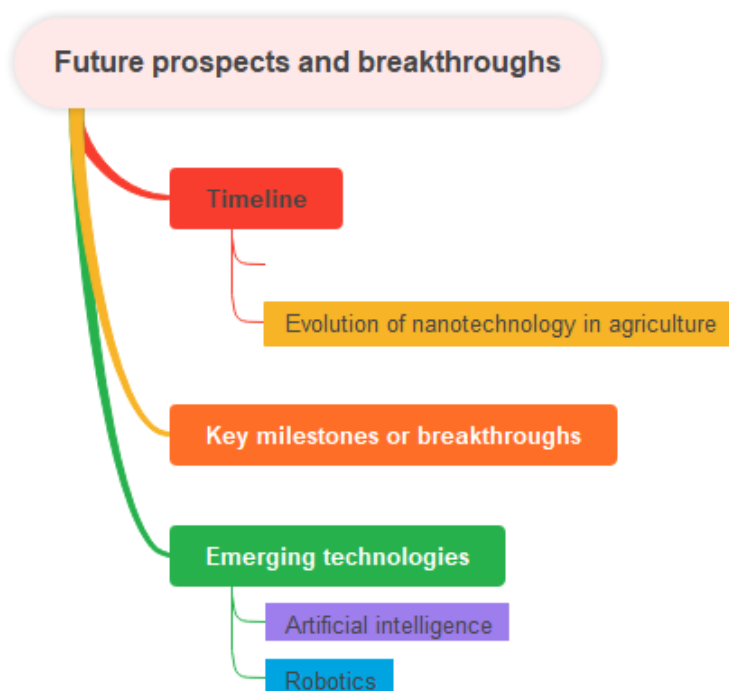 Future prospects and breakthroughs
Timeline
Evolution of nanotechnology in agriculture
Key milestones or breakthroughs
Emerging technologies
Artificial intelligence
Robotics